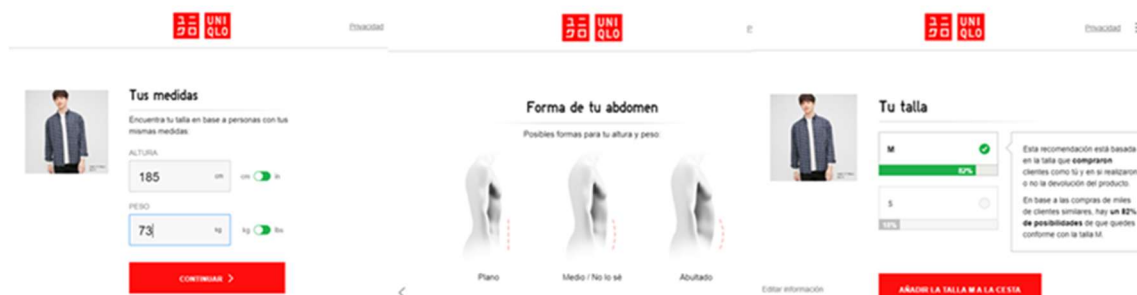 ユニ
クロ
UNI
QLO
Privacidad
Tus medidas
Encuentra tu talla en base a personas con tus
mismas medidas:
ALTURA
185 cm
cm in
PESO
73 kg
kg lbs
CONTINUAR >
ユニ
クロ
UNI
QLO
Forma de tu abdomen
Posibles formas para tu altura y peso:
Plano
Medio / No lo sé
Abultado
ユニ
クロ
UNI
QLO
Privacidad
Tu talla
M
82%
S
Esta recomendación está basada
en la talla que compraron
clientes como tú y en si realizaron
o no la devolución del producto.
En base a las compras de miles
de clientes similares, hay un 82%
de posibilidades de que quedes
conforme con la talla M.
Editar información
AÑADIR LA TALLA M A LA CESTA